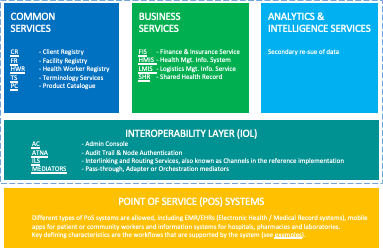 COMMON
SERVICES
CR - Client Registry
FR - Facility Registry
HWR - Health Worker Registry
TS - Terminology Services
PC - Product Catalogue
BUSINESS
SERVICES
FIS - Finance & Insurance Service
HMIS - Health Mgt. Info. System
LMIS - Logistics Mgt. Info. Service
SHR - Shared Health Record
ANALYTICS &
INTELLIGENCE SERVICES
Secondary re-sue of data
INTEROPERABILITY LAYER (IOL)
AC - Admin Console
ATNA - Audit Trail & Node Authentication
ILS - Interlinking and Routing Services, also known as Channels in the reference implementation
MEDIATORS - Pass-through, Adapter or Orchestration mediators
POINT OF SERVICE (POS) SYSTEMS
Different types of PoS systems are allowed, including EMR/EHRs (Electronic Health / Medical Record systems), mobile
apps for patient or community workers and information systems for hospitals, pharmacies and laboratories.
Key defining characteristics are the workflows that are supported by the system (see examples).